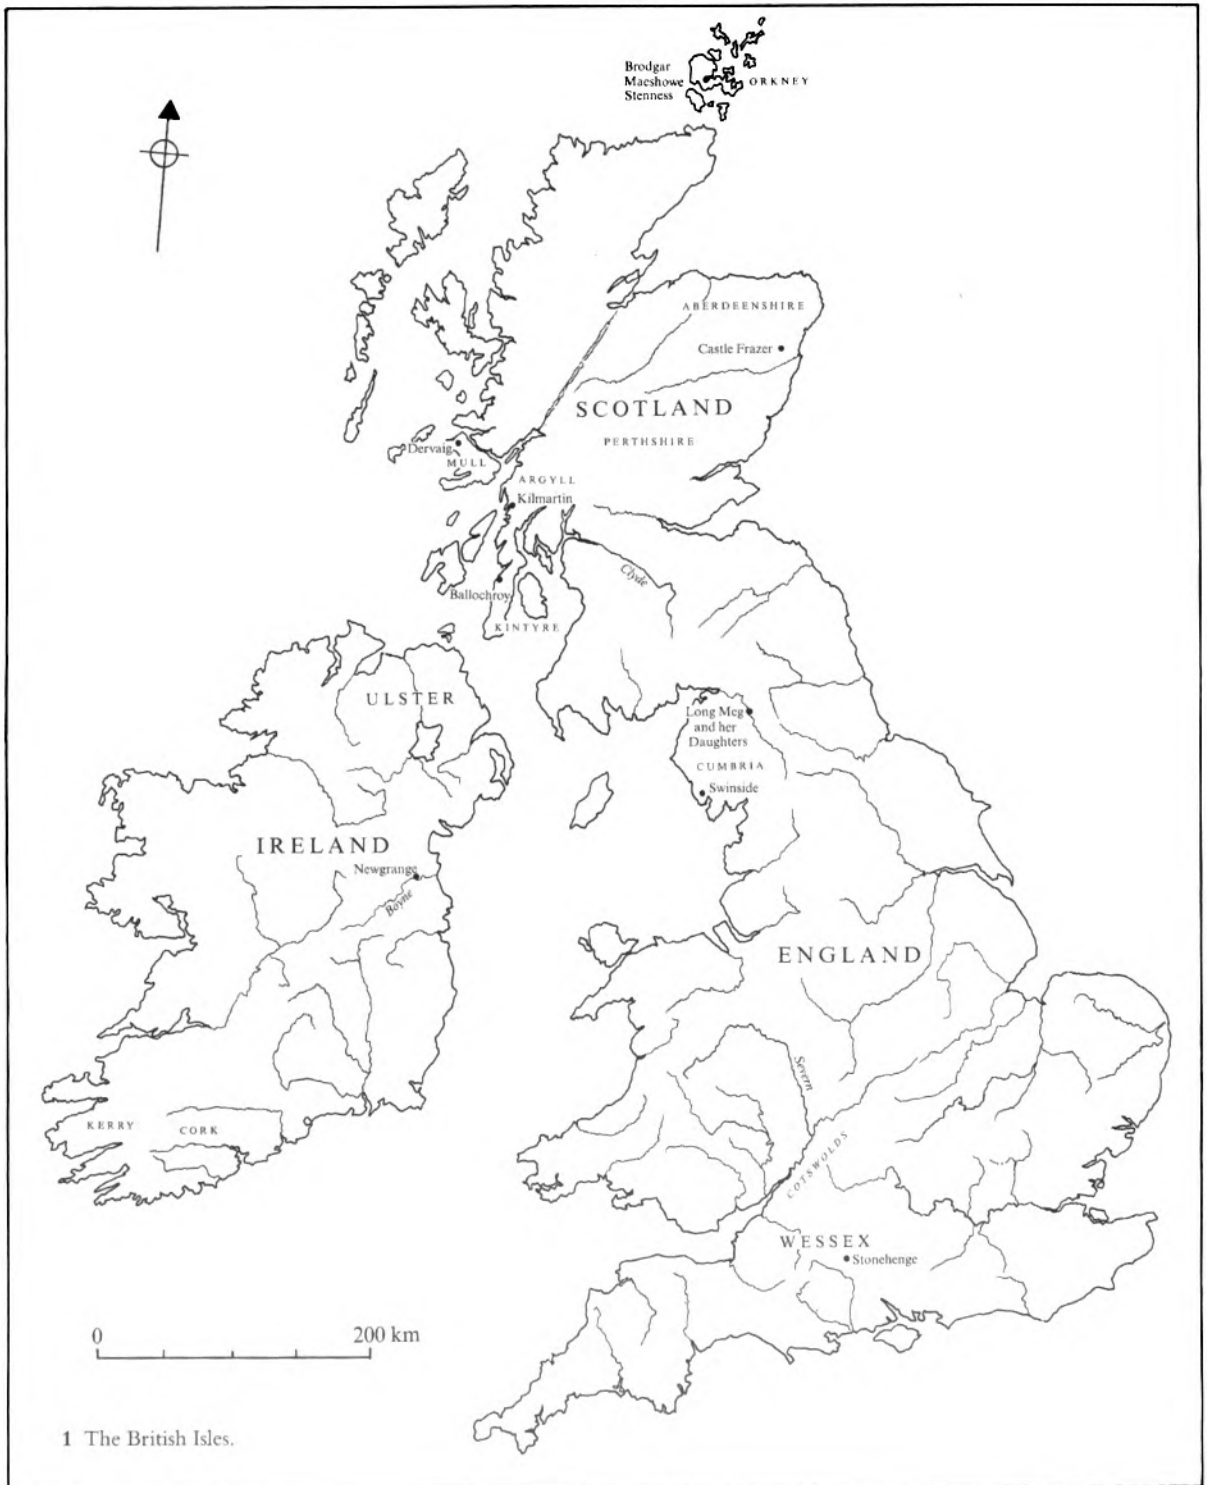 Brodgar
Maeshowe
Stenness
ORKNEY
ABERDEENSHIRE
Castle Frazer
SCOTLAND
PERTHSHIRE
Dervaig
MULL
ARGYLL
Kilmartin
Clyde
Ballochroy
KINTYRE
ULSTER
Long Meg
and her
Daughters
CUMBRIA
Swinside
IRELAND
Newgrange
Boyne
ENGLAND
Severn
KERRY
CORK
COTSWOLDS
WESSEX
Stonehenge
0 200 km
1 The British Isles.